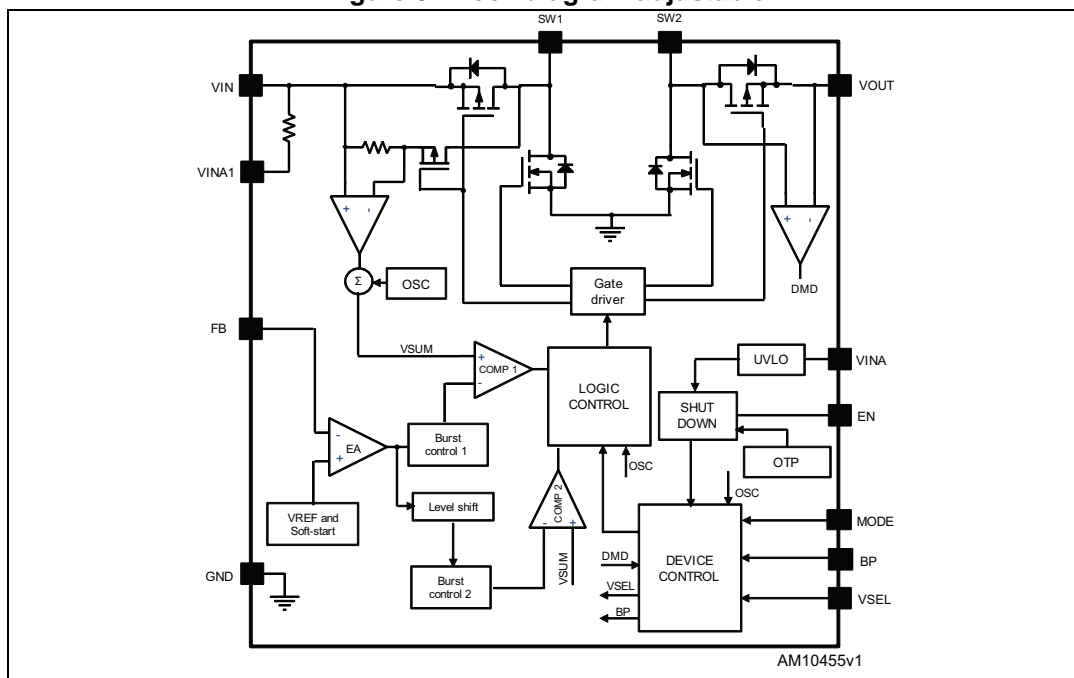 SW1
SW2
VIN
VOUT
VINA1
+ -
+ -
DMD
Σ
OSC
Gate
driver
FB
VSUM
+
COMP 1
-
UVLO
VINA
LOGIC
CONTROL
SHUT
DOWN
EN
-
EA
+
Burst
control 1
OSC
OTP
VREF and
Soft-start
Level shift
COMP 2
- +
OSC
MODE
VSUM
DMD
DEVICE
CONTROL
BP
GND
Burst
control 2
VSEL
VSEL
BP
AM10455v1